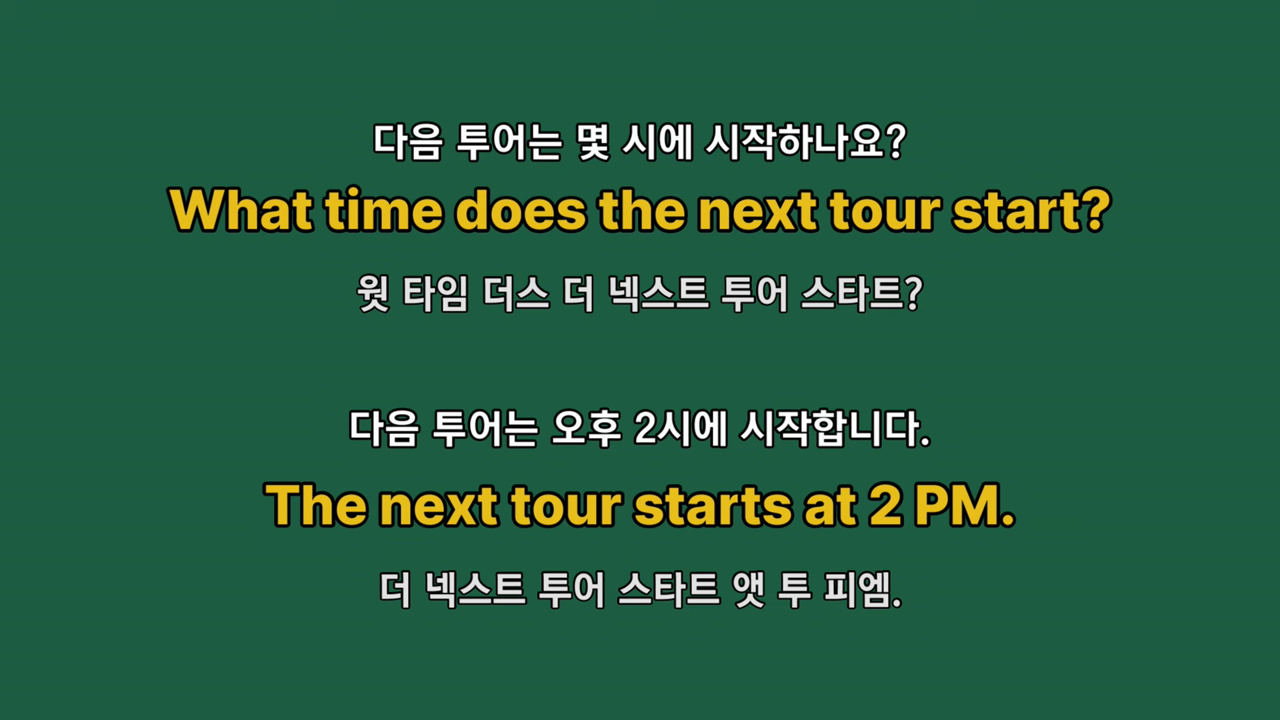 다음 투어는 몇 시에 시작하나요?
What time does the next tour start?
웟 타임 더스 더 넥스트 투어 스타트?
다음 투어는 오후 2시에 시작합니다.
The next tour starts at 2 PM.
더 넥스트 투어 스타트 앳 투 피엠.